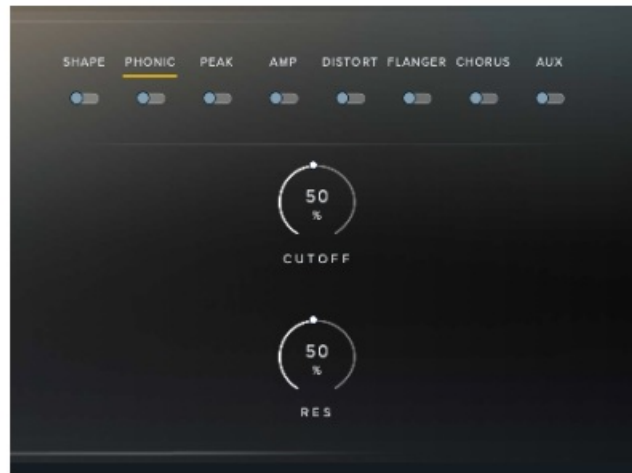 SHAPE PHONIC PEAK AMP DISTORT FLANGER CHORUS AUX
50
%
CUTOFF
50
%
RES